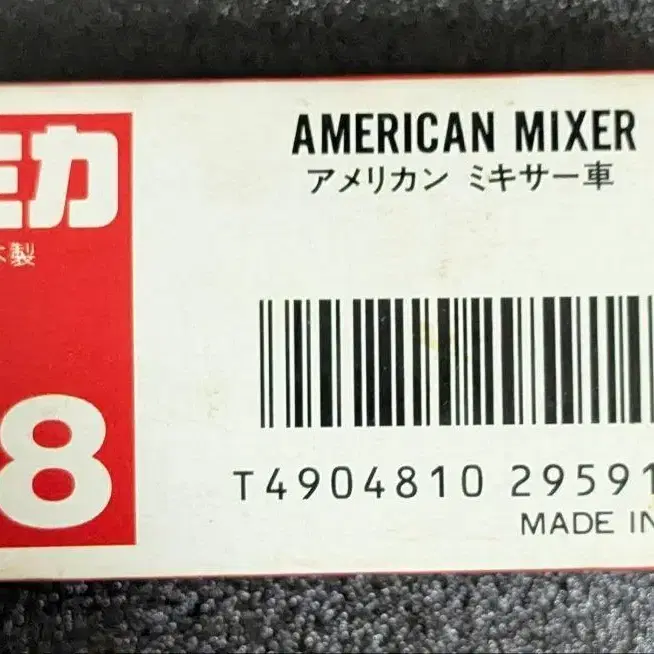 ミカ
製
8
AMERICAN MIXER
アメリカン ミキサー車
T4904810 29591
MADE IN